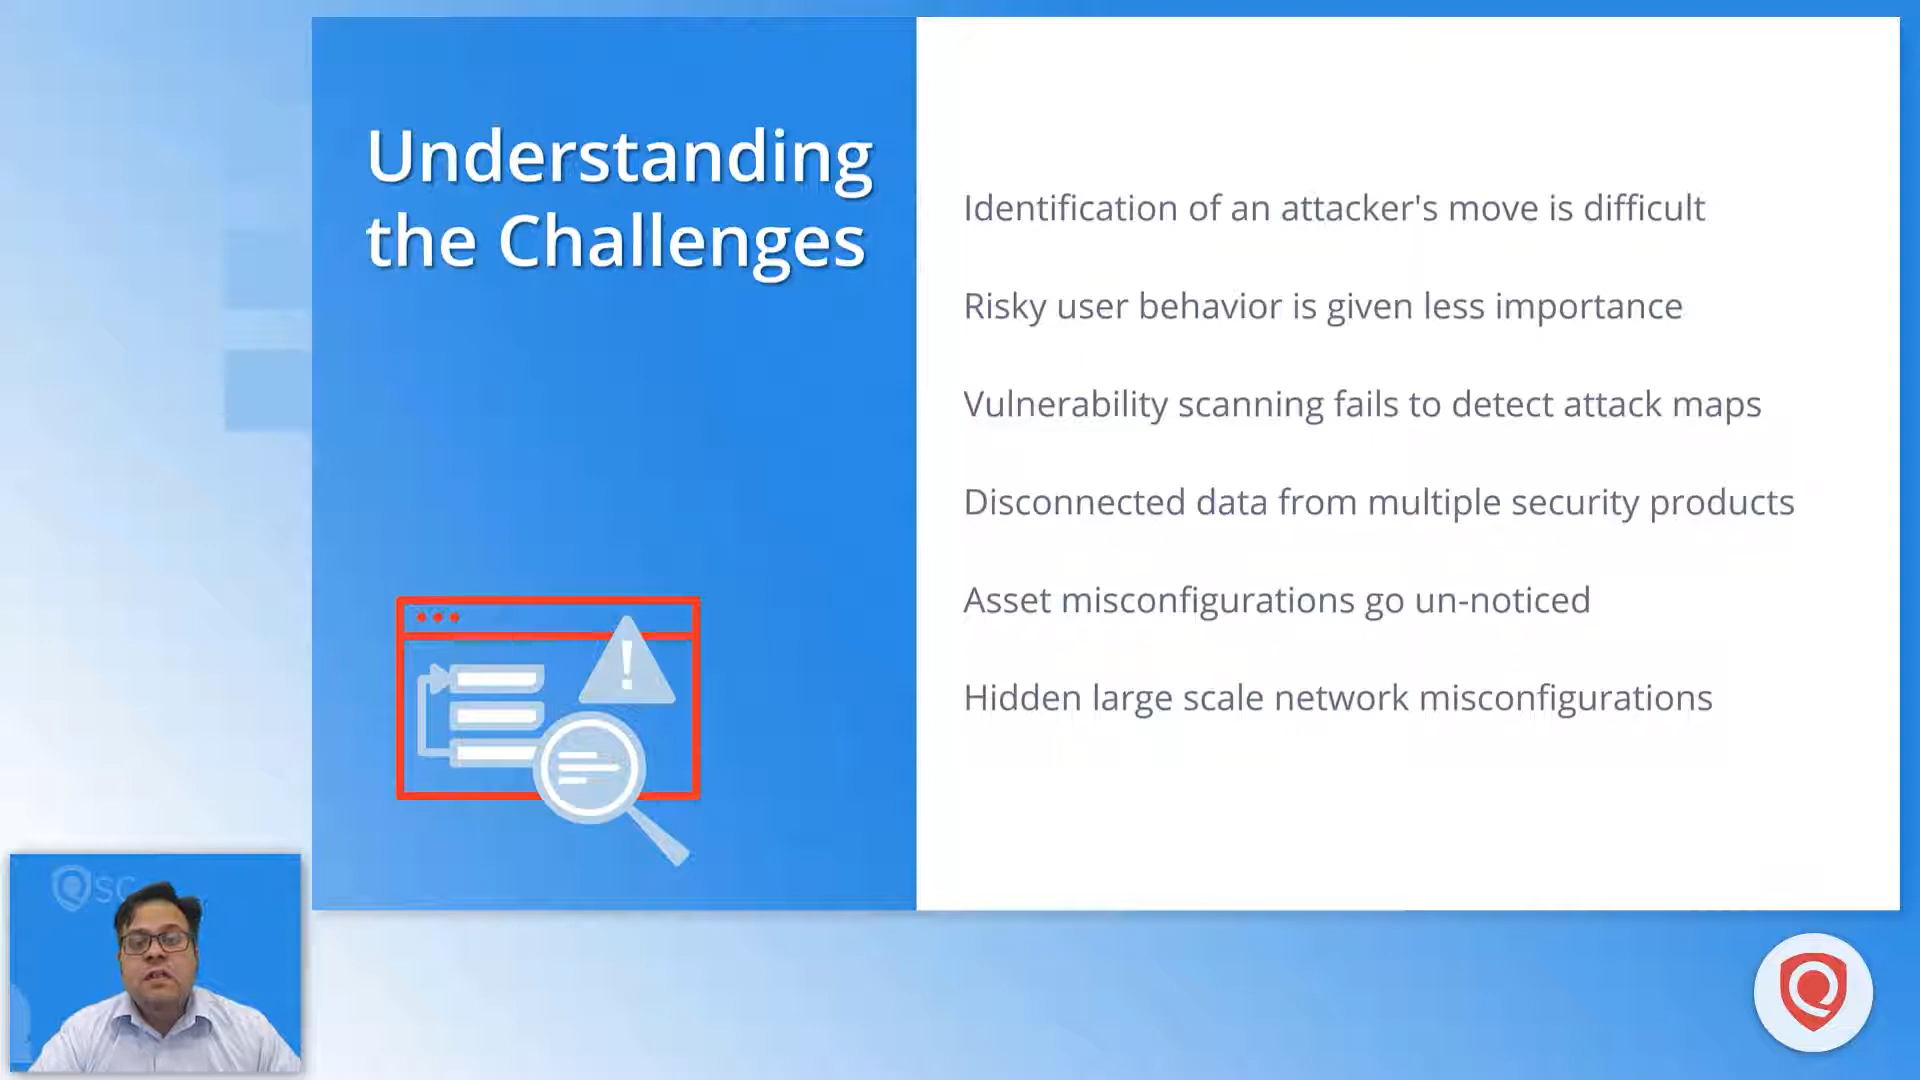 Understanding
the Challenges
Identification of an attacker's move is difficult
Risky user behavior is given less importance
Vulnerability scanning fails to detect attack maps
Disconnected data from multiple security products
Asset misconfigurations go un-noticed
Hidden large scale network misconfigurations